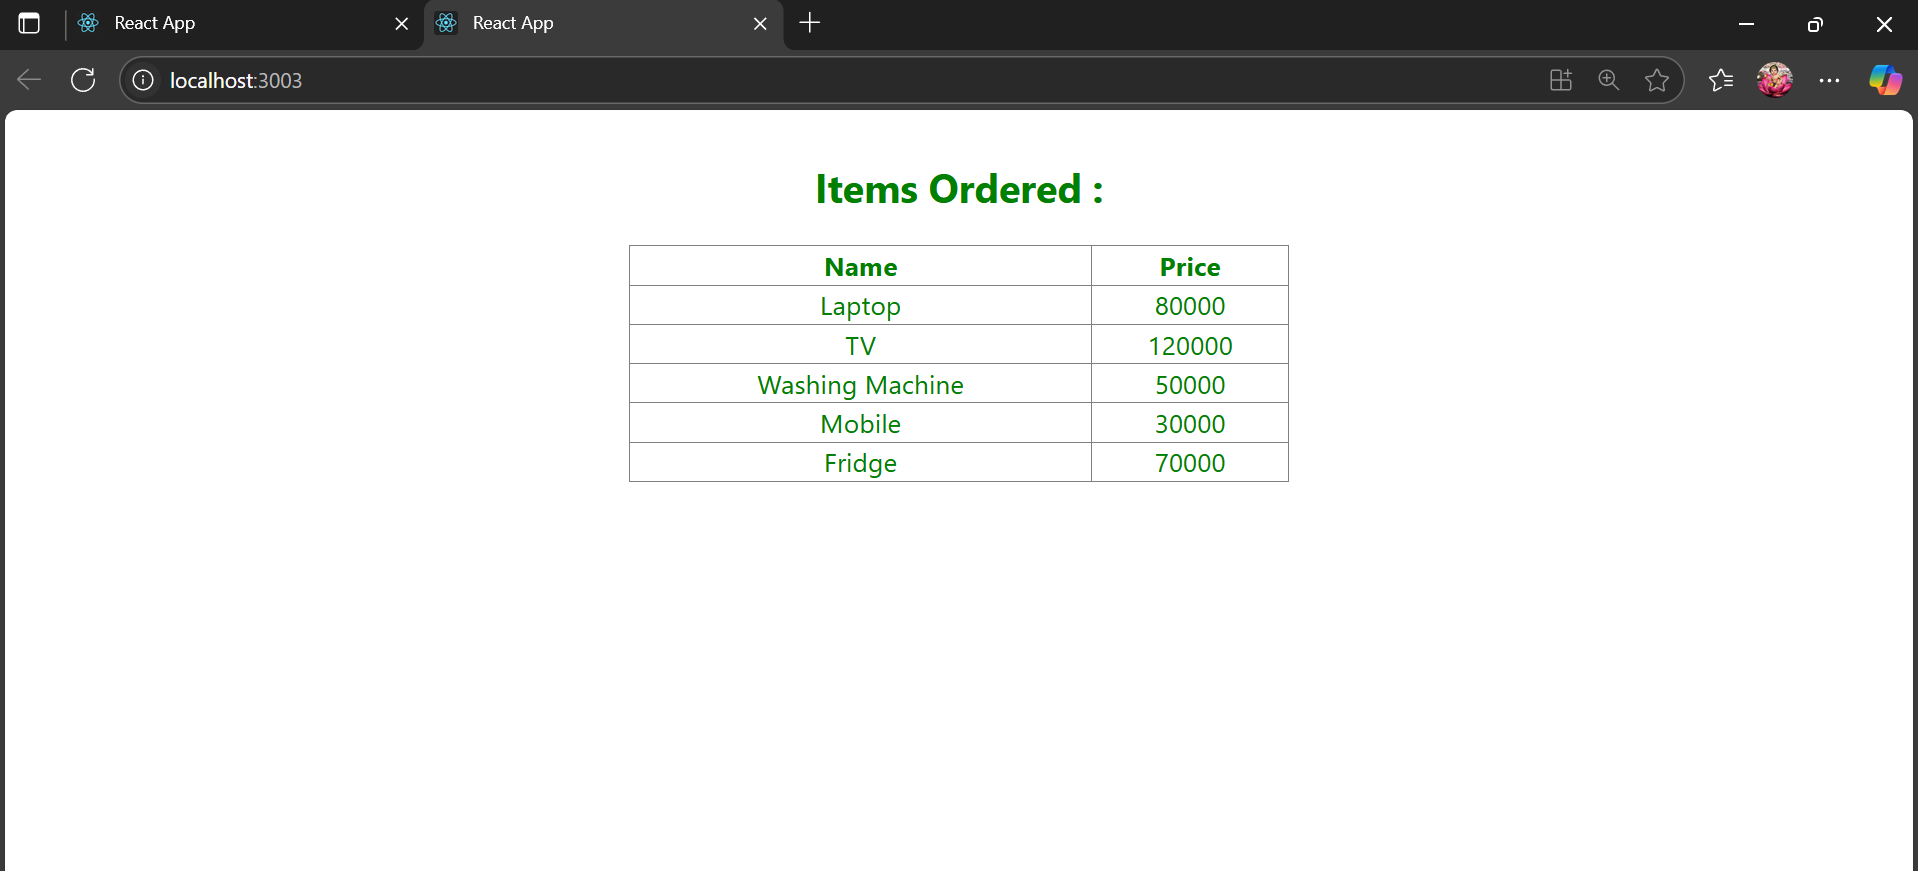 React App
React App
localhost:3003
Items Ordered :
Name Price
Laptop 80000
TV 120000
Washing Machine 50000
Mobile 30000
Fridge 70000